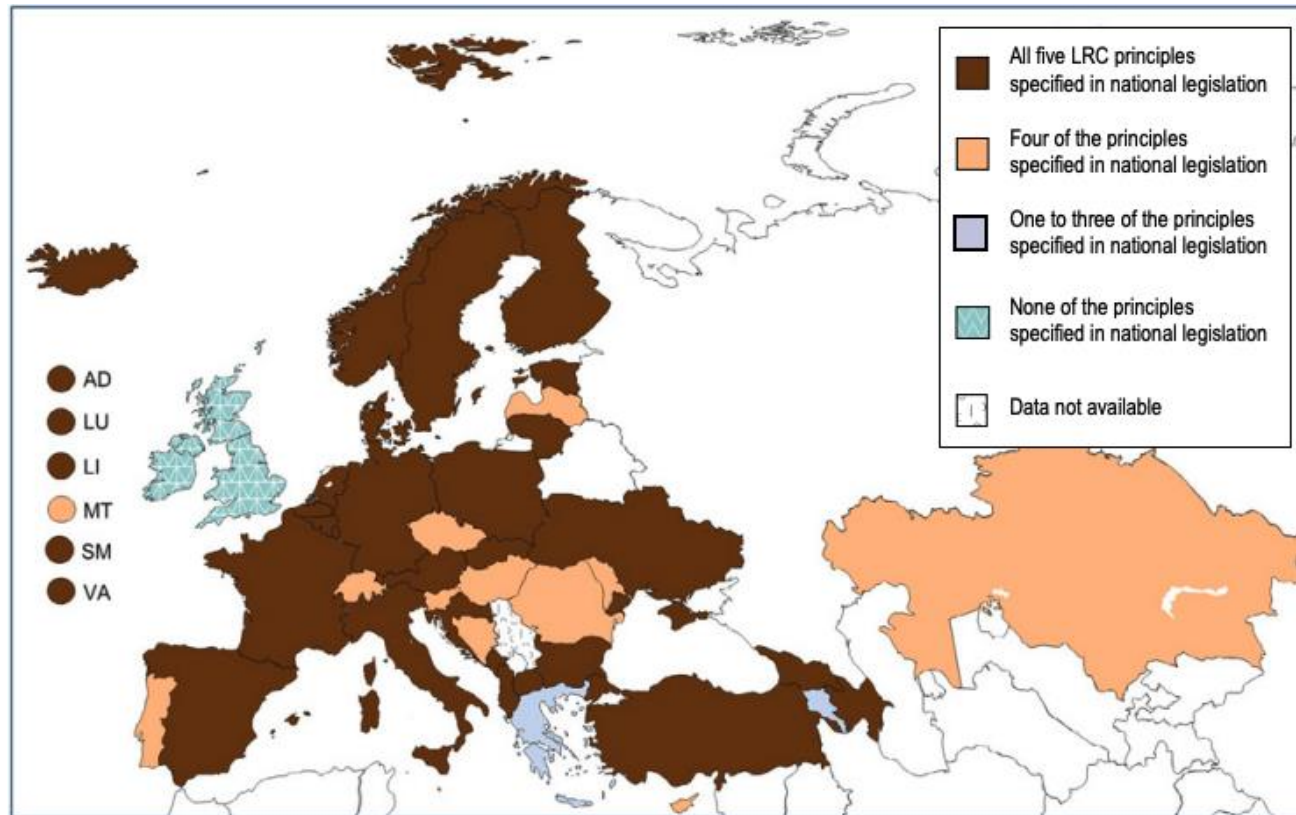 All five LRC principles
specified in national legislation
Four of the principles
specified in national legislation
One to three of the principles
specified in national legislation
None of the principles
specified in national legislation
Data not available
AD
LU
LI
MT
SM
VA